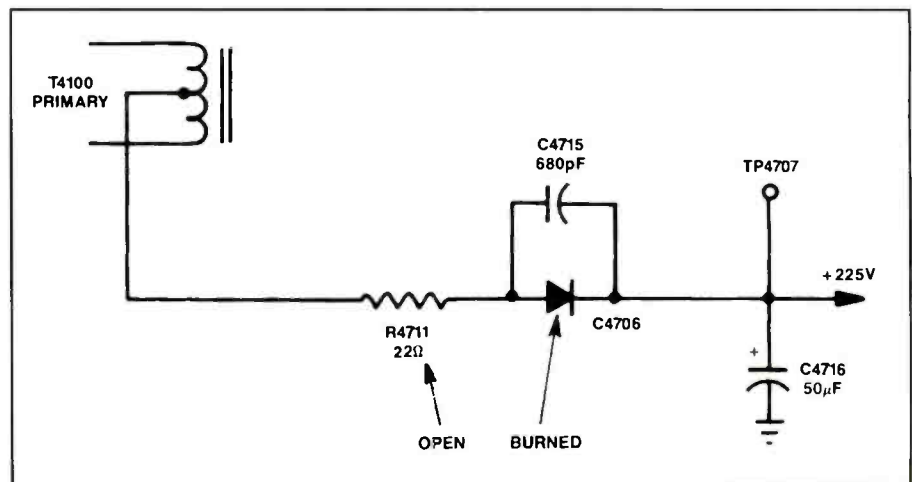 T4100
PRIMARY
C4715
680pF
TP4707
+225V
R4711
22Ω
C4706
+
C4716
50μF
OPEN
BURNED